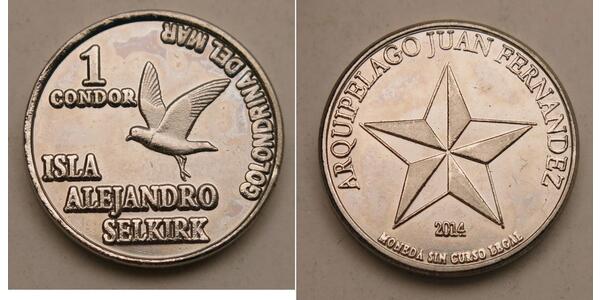 1
CONDOR
GOLONDRINA DEL MAR
ISLA
ALEJANDRO
SELKIRK
ARQUIPELAGO JUAN FERNANDEZ
2014
MONEDA SIN CURSO LEGAL